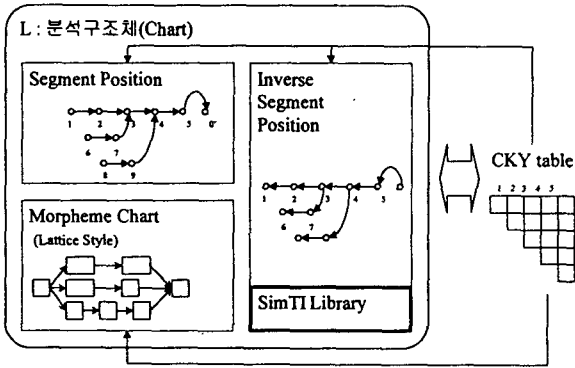 L : 분석구조체(Chart)
Segment Position
1 2 3 4 5 0
6 7
8 9
Morpheme Chart
(Lattice Style)
Inverse
Segment
Position
1 2 3 4 5
6 7
SimTI Library
CKY table
1 2 3 4 5